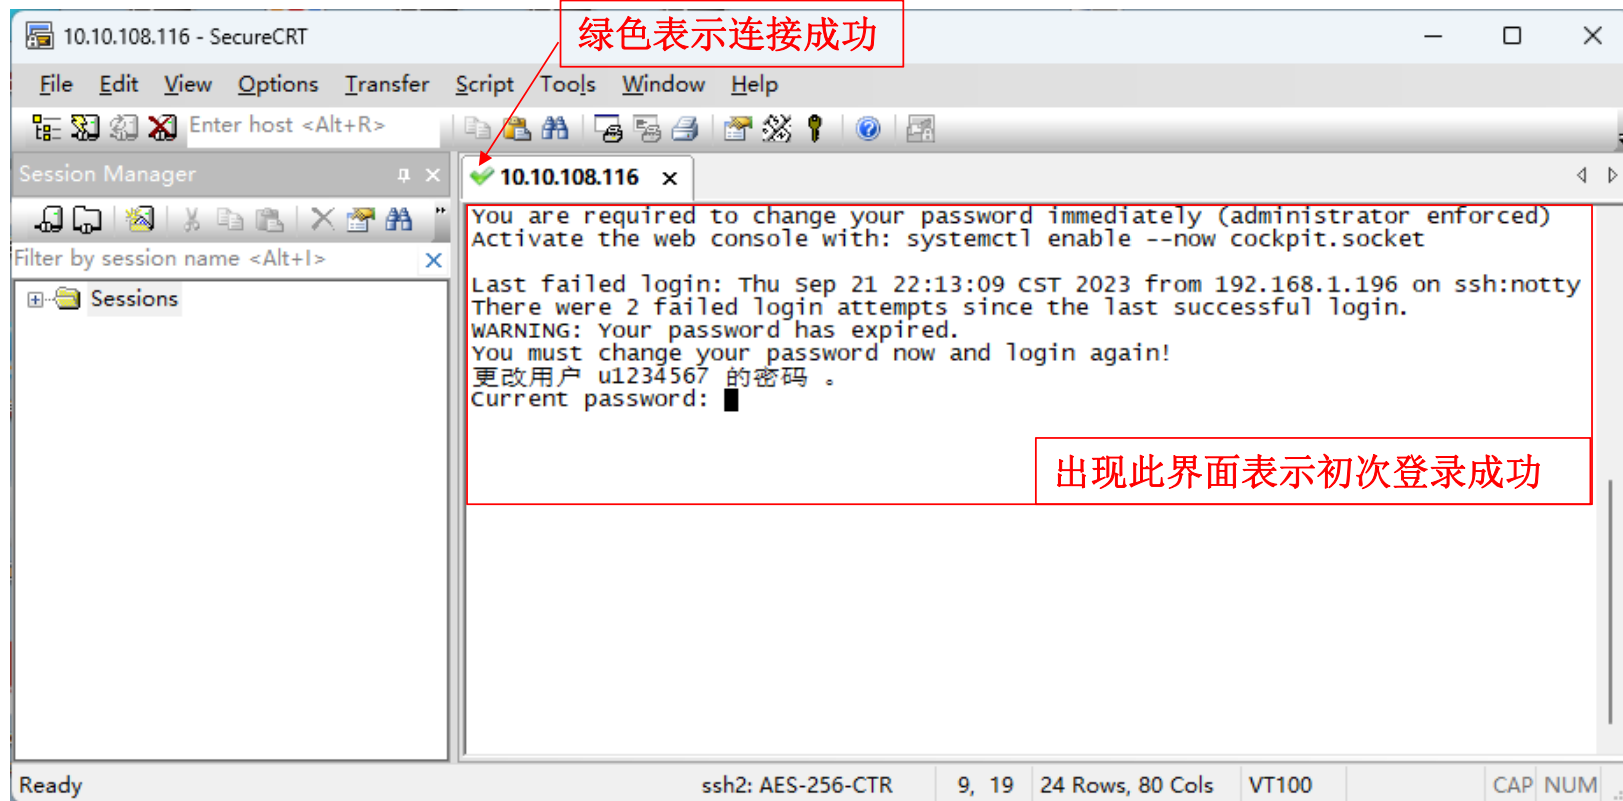 绿色表示连接成功
10.10.108.116 - SecureCRT
File Edit View Options Transfer Script Tools Window Help
Enter host <Alt+R>
Session Manager
10.10.108.116
Filter by session name <Alt+I>
Sessions
You are required to change your password immediately (administrator enforced)
Activate the web console with: systemctl enable --now cockpit.socket
Last failed login: Thu Sep 21 22:13:09 CST 2023 from 192.168.1.196 on ssh:notty
There were 2 failed login attempts since the last successful login.
WARNING: Your password has expired.
You must change your password now and login again!
更改用户 u1234567 的密码 。
Current password:
出现此界面表示初次登录成功
Ready ssh2: AES-256-CTR 9, 19 24 Rows, 80 Cols VT100 CAP NUM